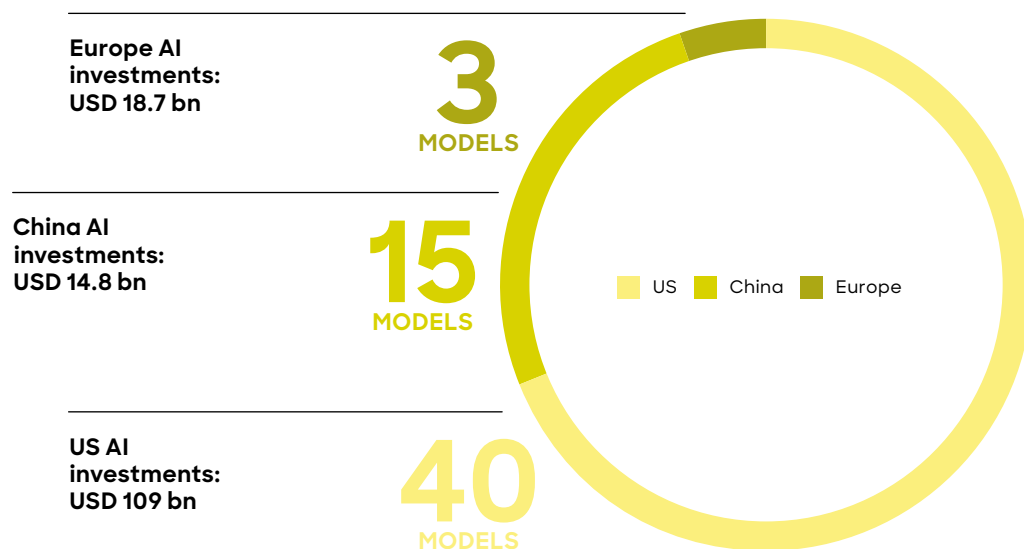 Europe AI
investments:
USD 18.7 bn
3
MODELS
China AI
investments:
USD 14.8 bn
15
MODELS
US AI
investments:
USD 109 bn
40
MODELS
US
China
Europe